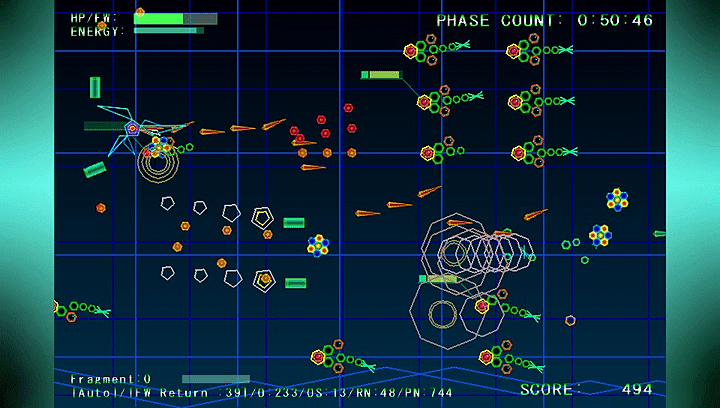 HP/FW:
PHASE COUNT: 0:50:46
ENERGY:
Fragment:0
[Auto]/[FW Return :391/O:233/OS:13/RN:48/PN:744
SCORE: 494